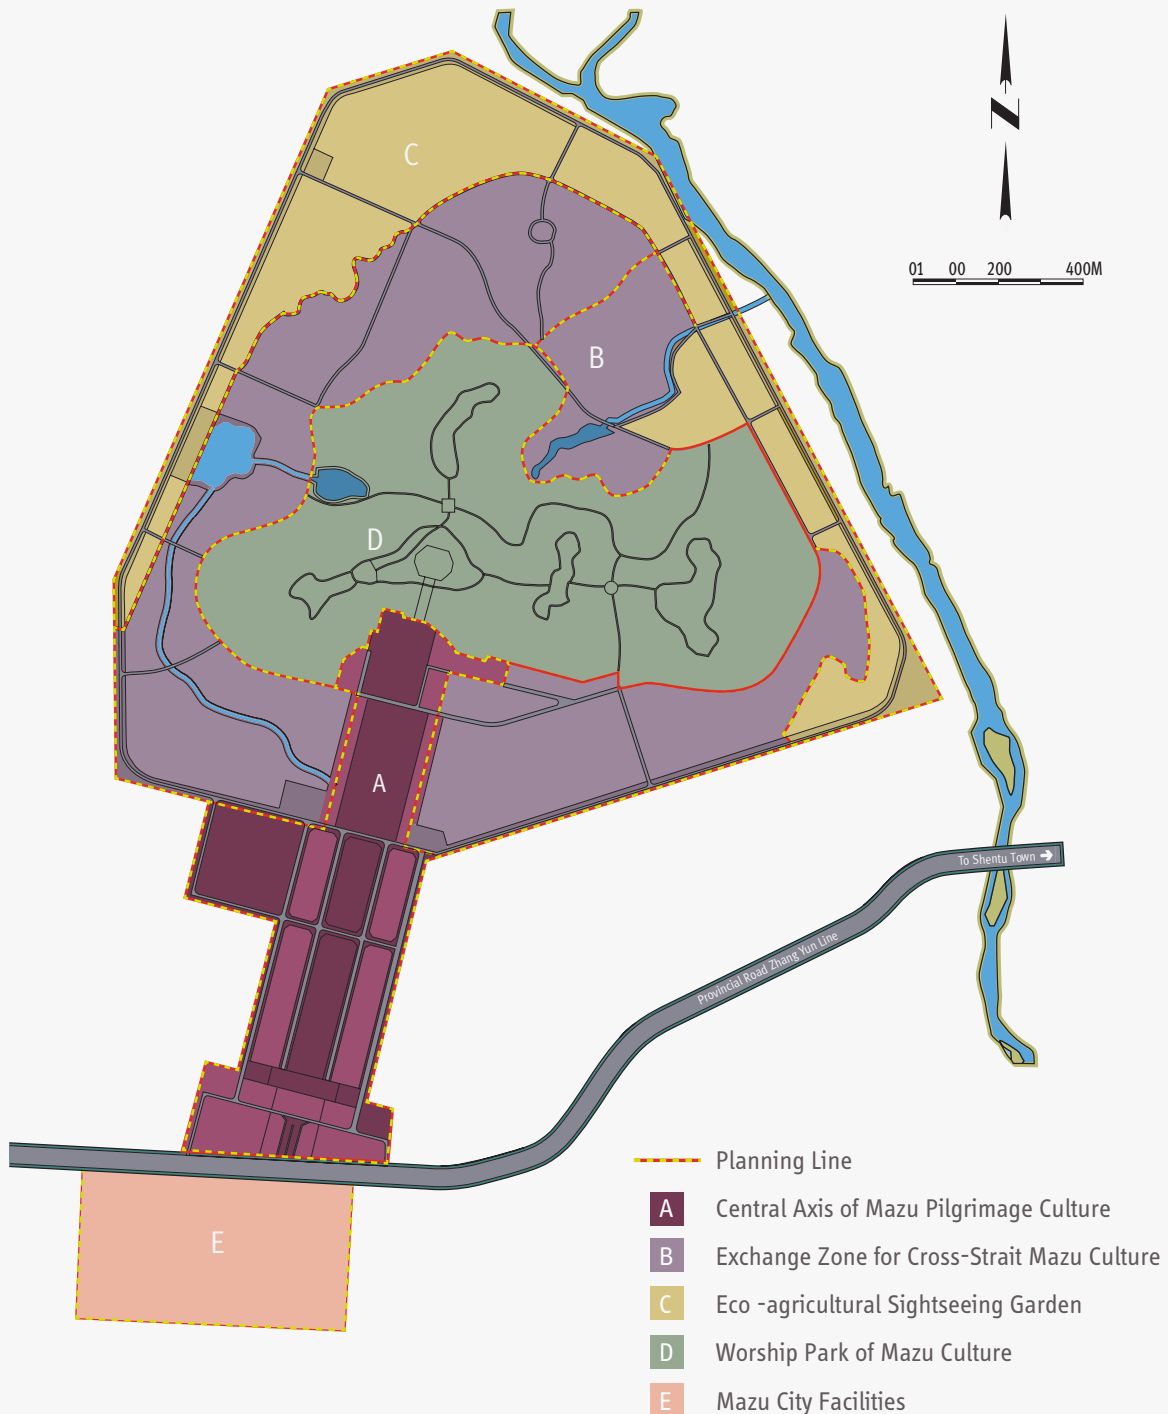 N
01 00 200 400M
C
B
D
A
To Shentu Town
Provincial Road Zhang Yun Line
E
Planning Line
A Central Axis of Mazu Pilgrimage Culture
B Exchange Zone for Cross-Strait Mazu Culture
C Eco -agricultural Sightseeing Garden
D Worship Park of Mazu Culture
E Mazu City Facilities